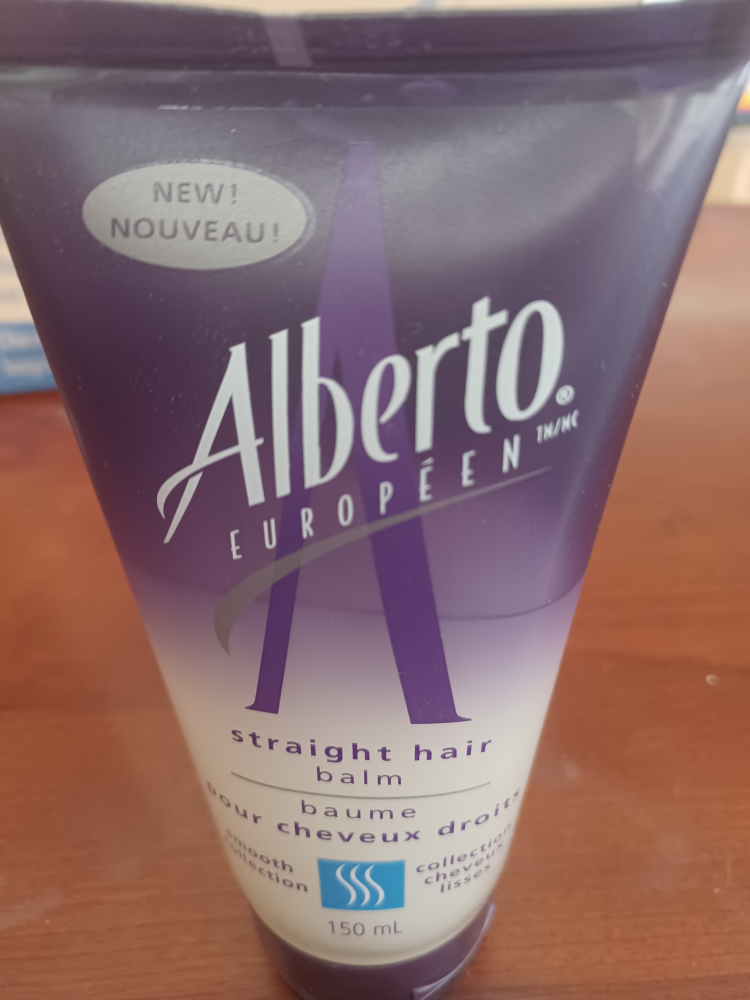 NEW!
NOUVEAU!
Alberto®
EUROPÉEN TM/MC
straight hair
balm
baume
pour cheveux droits
smooth
collection
collection
cheveux
lisses
150 mL